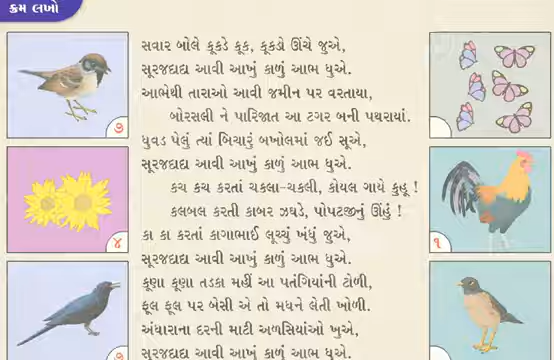 ક્રમ લખો
સવાર બોલે કૂકડે કૂક, કૂકડો ઊંચે જુએ,
સૂરજદાદા આવી આખું કાળું આભ ધુએ.
આભેથી તારાઓ આવી જમીન પર વરતાયા,
બોરસલી ને પારિજાત આ ટગર બની પથરાયાં.
ઘુવડ પેલું ત્યાં બિચારું બખોલમાં જઈ સૂએ,
સૂરજદાદા આવી આખું કાળું આભ ધુએ.
કચ કચ કરતાં ચકલા-ચકલી, કોયલ ગાયે કુહૂ !
કલબલ કરતી કાબર ઝઘડે, પોપટજીનું ઊંહું !
કા કા કરતાં કાગાભાઈ લૂચ્ચું ખંધું જુએ,
સૂરજદાદા આવી આખું કાળું આભ ધુએ.
કૂણા કૂણા તડકા મહીં આ પતંગિયાંની ટોળી,
ફૂલ ફૂલ પર બેસી એ તો મધને લેતી ખોળી.
અંધારાના દરની માટી અળસિયાંઓ ખુએ,
સૂરજદાદા આવી આખું કાળું આભ ધુએ.
૭
૪
૧